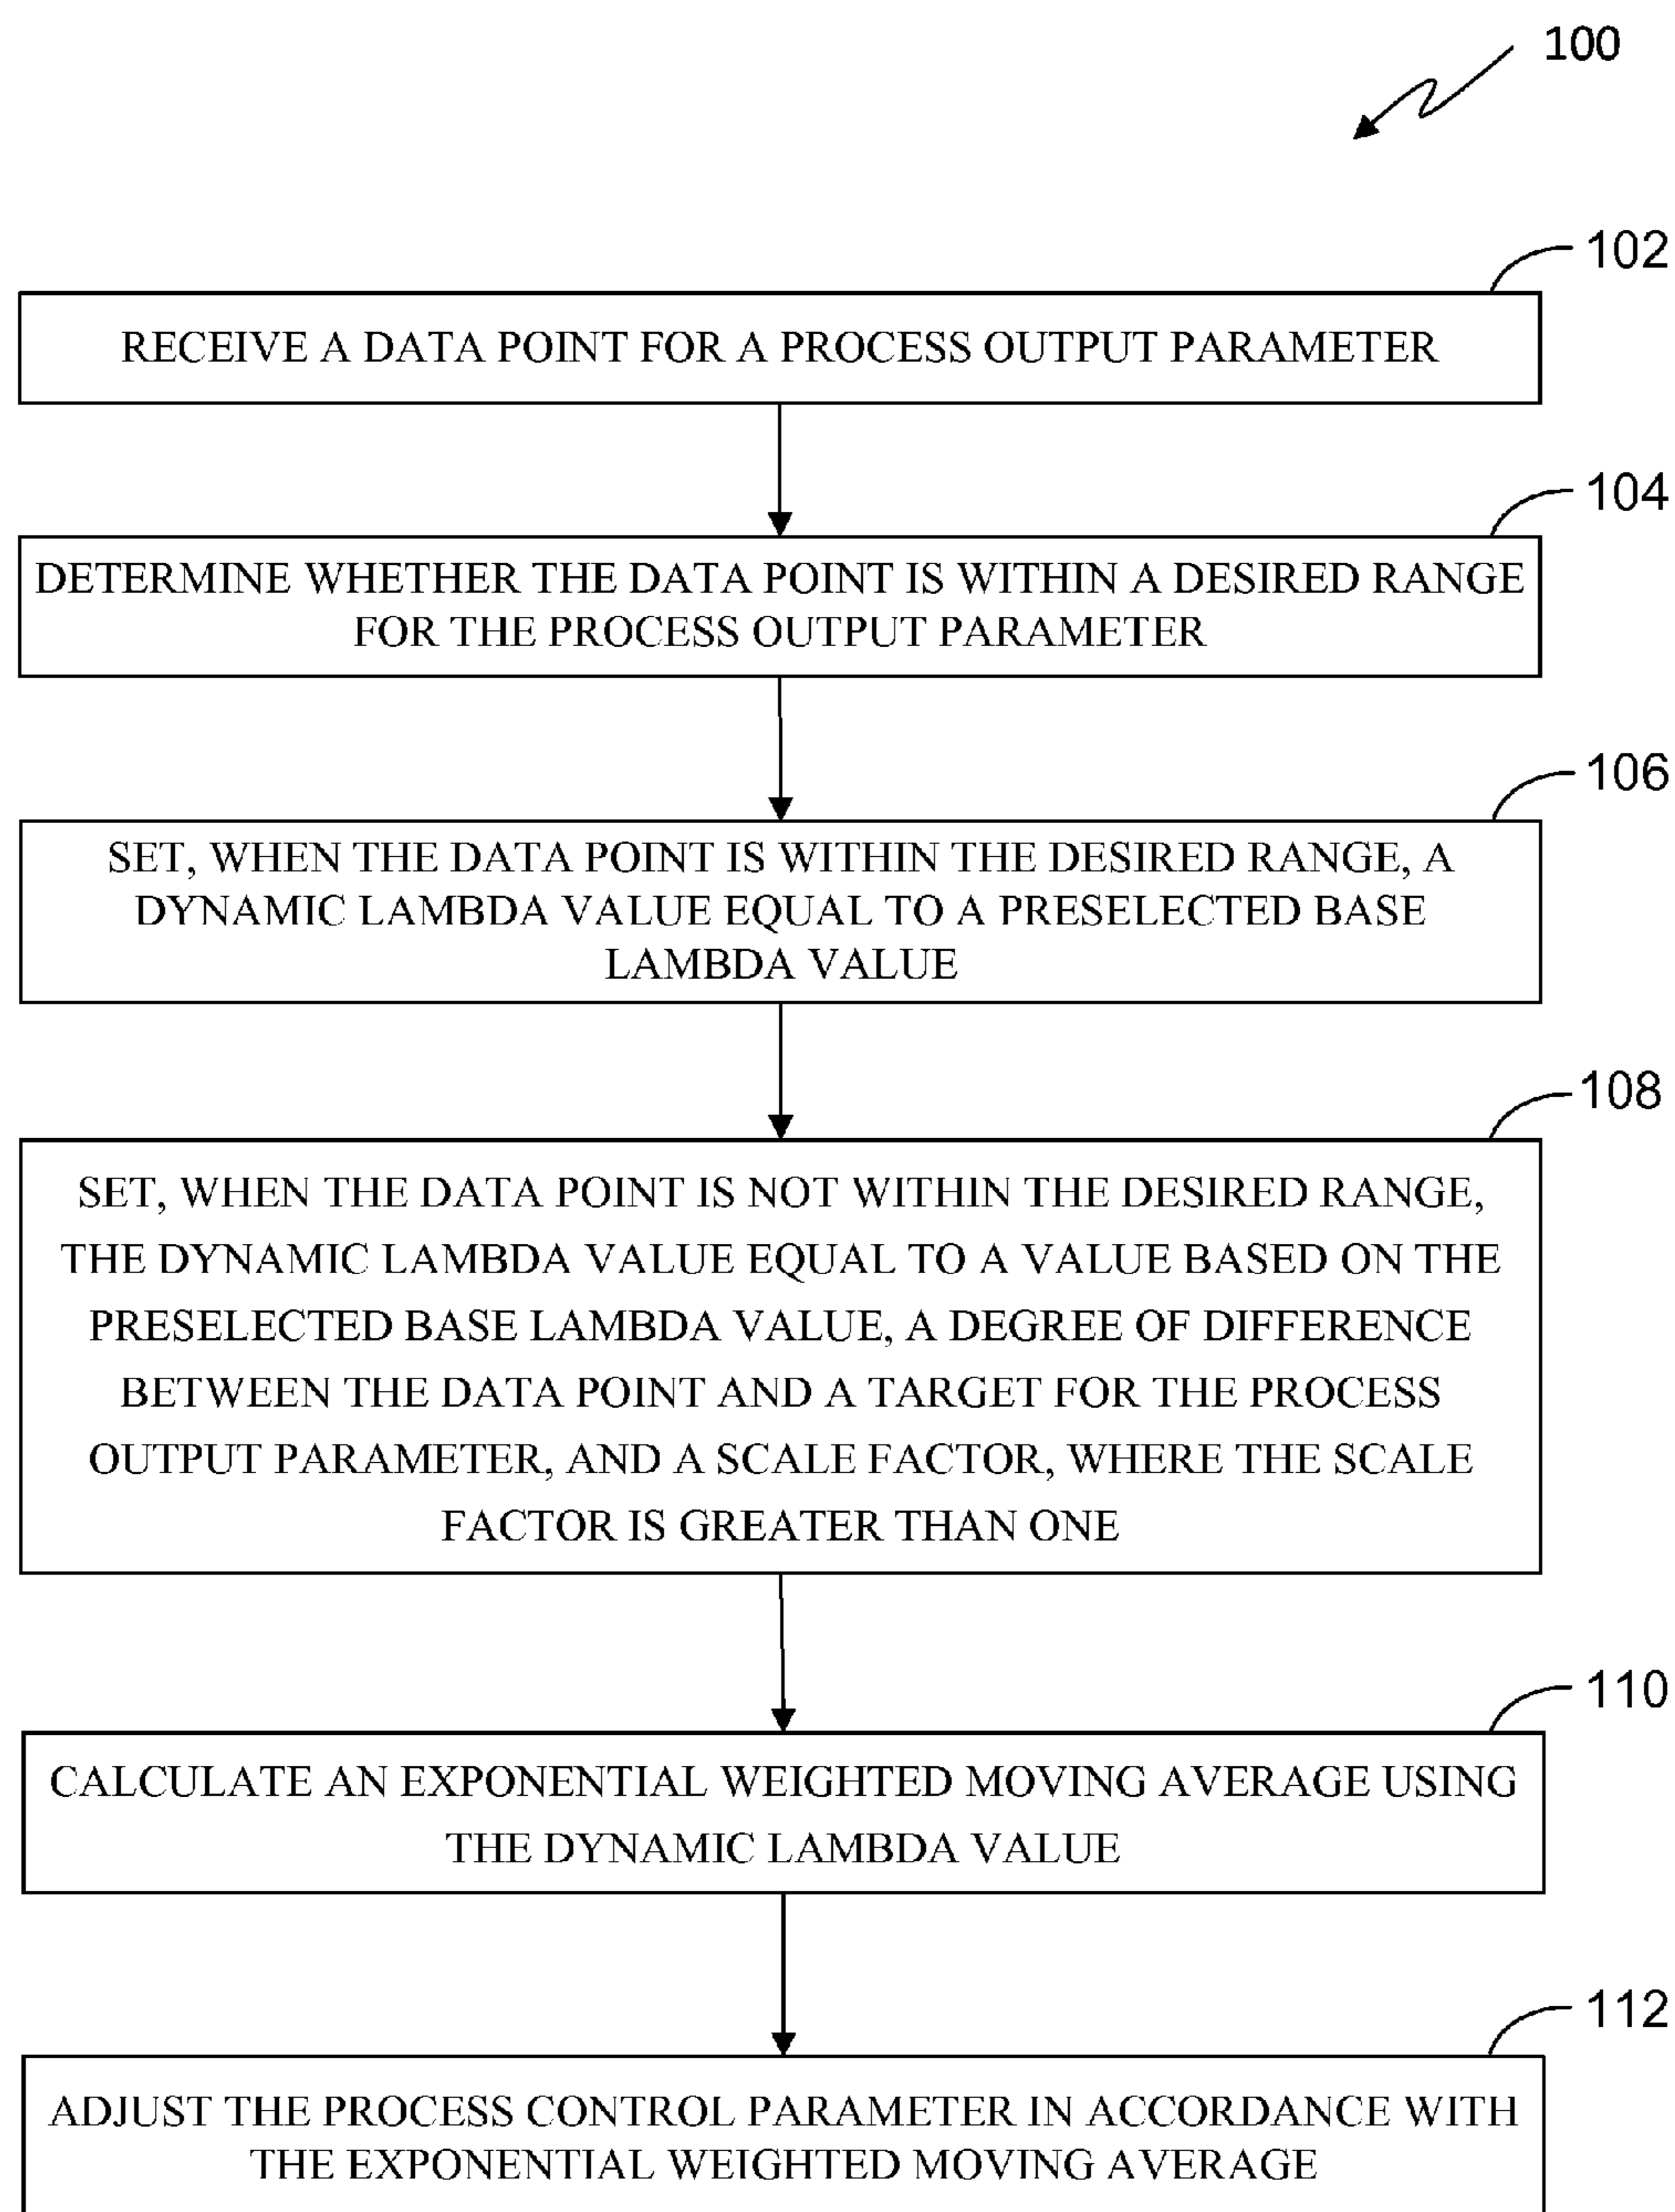 100
102
RECEIVE A DATA POINT FOR A PROCESS OUTPUT PARAMETER
104
DETERMINE WHETHER THE DATA POINT IS WITHIN A DESIRED RANGE
FOR THE PROCESS OUTPUT PARAMETER
106
SET, WHEN THE DATA POINT IS WITHIN THE DESIRED RANGE, A
DYNAMIC LAMBDA VALUE EQUAL TO A PRESELECTED BASE
LAMBDA VALUE
108
SET, WHEN THE DATA POINT IS NOT WITHIN THE DESIRED RANGE,
THE DYNAMIC LAMBDA VALUE EQUAL TO A VALUE BASED ON THE
PRESELECTED BASE LAMBDA VALUE, A DEGREE OF DIFFERENCE
BETWEEN THE DATA POINT AND A TARGET FOR THE PROCESS
OUTPUT PARAMETER, AND A SCALE FACTOR, WHERE THE SCALE
FACTOR IS GREATER THAN ONE
110
CALCULATE AN EXPONENTIAL WEIGHTED MOVING AVERAGE USING
THE DYNAMIC LAMBDA VALUE
112
ADJUST THE PROCESS CONTROL PARAMETER IN ACCORDANCE WITH
THE EXPONENTIAL WEIGHTED MOVING AVERAGE